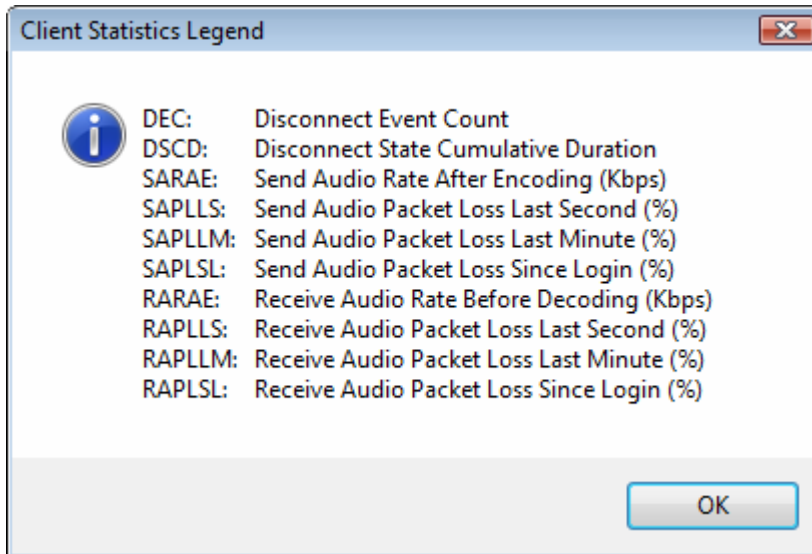 Client Statistics Legend
DEC: Disconnect Event Count
DSCD: Disconnect State Cumulative Duration
SARAE: Send Audio Rate After Encoding (Kbps)
SAPLLS: Send Audio Packet Loss Last Second (%)
SAPLLM: Send Audio Packet Loss Last Minute (%)
SAPLSL: Send Audio Packet Loss Since Login (%)
RARAE: Receive Audio Rate Before Decoding (Kbps)
RAPLLS: Receive Audio Packet Loss Last Second (%)
RAPLLM: Receive Audio Packet Loss Last Minute (%)
RAPLSL: Receive Audio Packet Loss Since Login (%)
OK